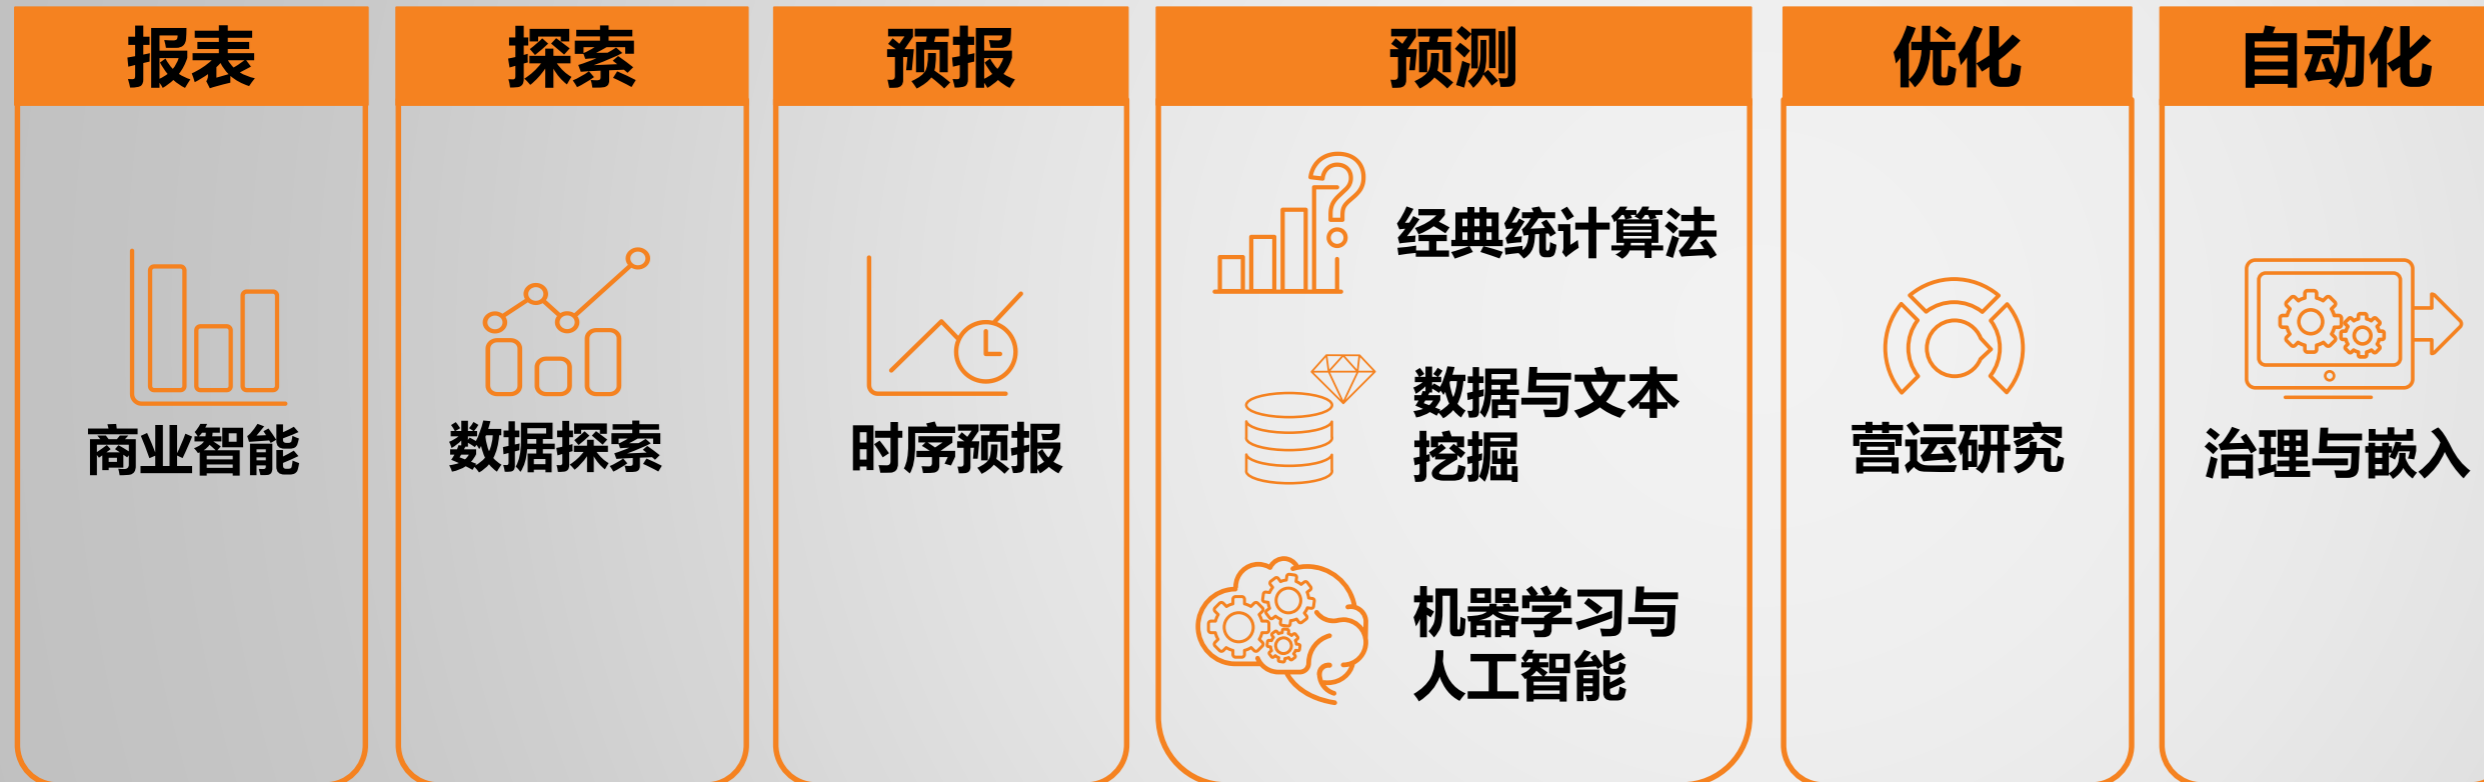 报表
商业智能
探索
数据探索
预报
时序预报
预测
经典统计算法
数据与文本
挖掘
机器学习与
人工智能
优化
营运研究
自动化
治理与嵌入